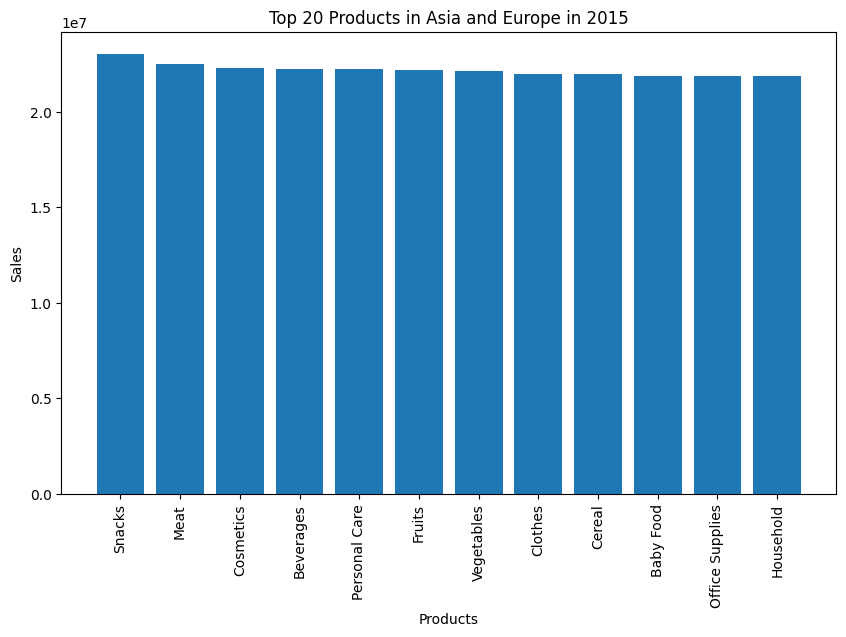 Top 20 Products in Asia and Europe in 2015
1e7
2.0
1.5
1.0
0.5
0.0
Sales
Snacks
Meat
Cosmetics
Beverages
Personal Care
Fruits
Vegetables
Clothes
Cereal
Baby Food
Office Supplies
Household
Products